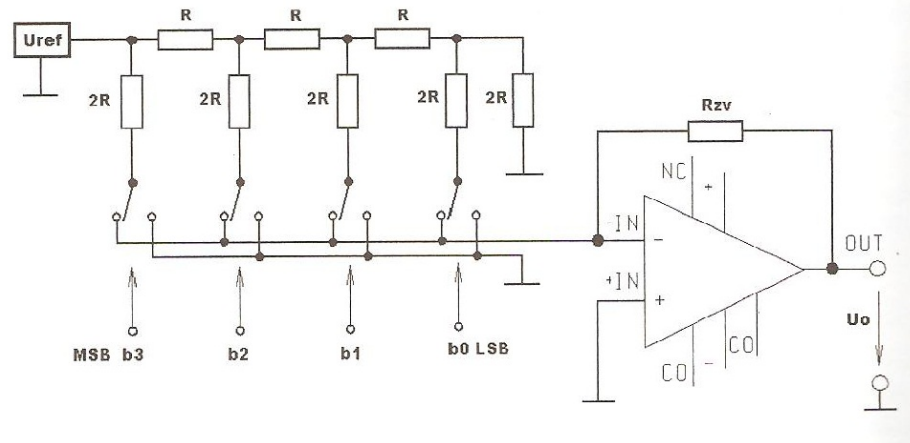 R R R
Uref
2R 2R 2R 2R 2R
Rzv
NC +
-IN −
OUT
+IN +
Uo
MSB b3 b2 b1 b0 LSB
CO − CO